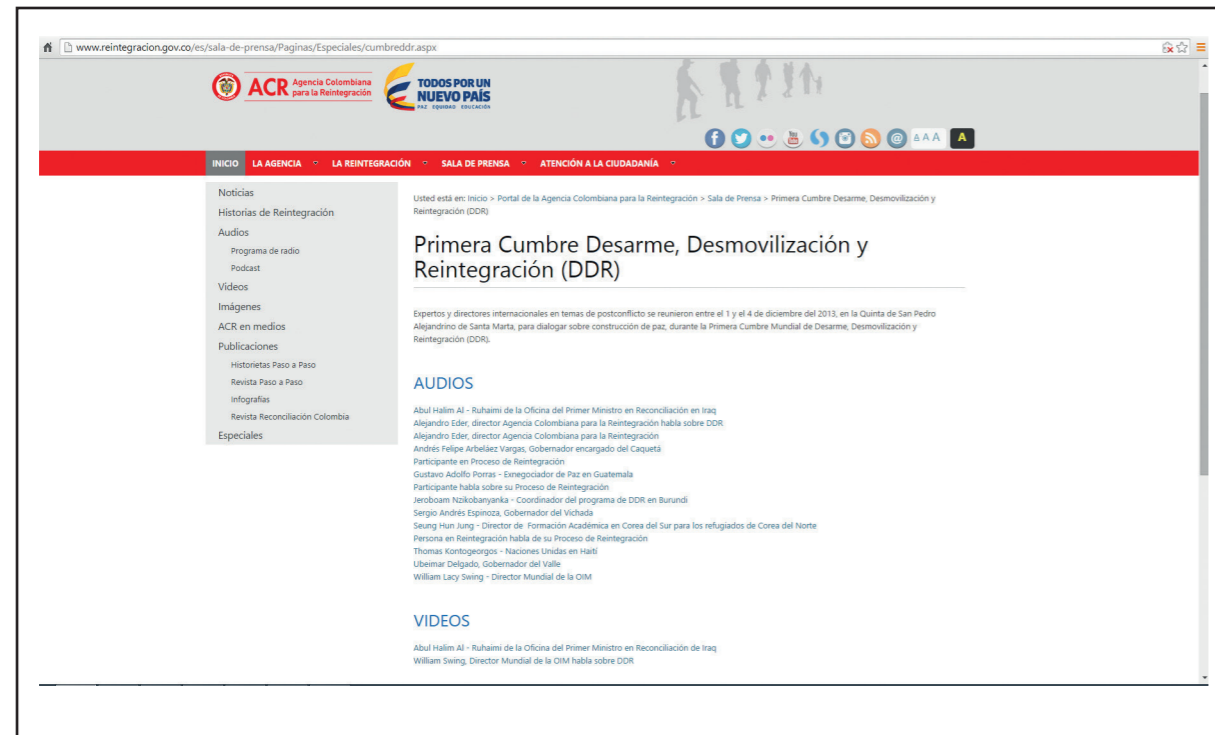 www.reintegracion.gov.co/es/sala-de-prensa/Paginas/Especiales/cumbreddr.aspx
ACR Agencia Colombiana
para la Reintegración
TODOS POR UN
NUEVO PAÍS
PAZ EQUIDAD EDUCACIÓN
A A A A
INICIO LA AGENCIA LA REINTEGRACIÓN SALA DE PRENSA ATENCIÓN A LA CIUDADANÍA
Noticias
Historias de Reintegración
Audios
Programa de radio
Podcast
Videos
Imágenes
ACR en medios
Publicaciones
Historietas Paso a Paso
Revista Paso a Paso
Infografías
Revista Reconciliación Colombia
Especiales
Usted está en: Inicio > Portal de la Agencia Colombiana para la Reintegración > Sala de Prensa > Primera Cumbre Desarme, Desmovilización y
Reintegración (DDR)
Primera Cumbre Desarme, Desmovilización y
Reintegración (DDR)
Expertos y directores internacionales en temas de postconflicto se reunieron entre el 1 y el 4 de diciembre del 2013, en la Quinta de San Pedro
Alejandrino de Santa Marta, para dialogar sobre construcción de paz, durante la Primera Cumbre Mundial de Desarme, Desmovilización y
Reintegración (DDR).
AUDIOS
Abul Halim Al - Ruhaimi de la Oficina del Primer Ministro en Reconciliación en Iraq
Alejandro Eder, director Agencia Colombiana para la Reintegración habla sobre DDR
Alejandro Eder, director Agencia Colombiana para la Reintegración
Andrés Felipe Arbeláez Vargas, Gobernador encargado del Caquetá
Participante en Proceso de Reintegración
Gustavo Adolfo Porras - Exnegociador de Paz en Guatemala
Participante habla sobre su Proceso de Reintegración
Jeroboam Nzikobanyanka - Coordinador del programa de DDR en Burundi
Sergio Andrés Espinoza, Gobernador del Vichada
Seung Hun Jung - Director de Formación Académica en Corea del Sur para los refugiados de Corea del Norte
Persona en Reintegración habla de su Proceso de Reintegración
Thomas Kontogeorgos - Naciones Unidas en Haití
Ubeimar Delgado, Gobernador del Valle
William Lacy Swing - Director Mundial de la OIM
VIDEOS
Abul Halim Al - Ruhaimi de la Oficina del Primer Ministro en Reconciliación de Iraq
William Swing, Director Mundial de la OIM habla sobre DDR